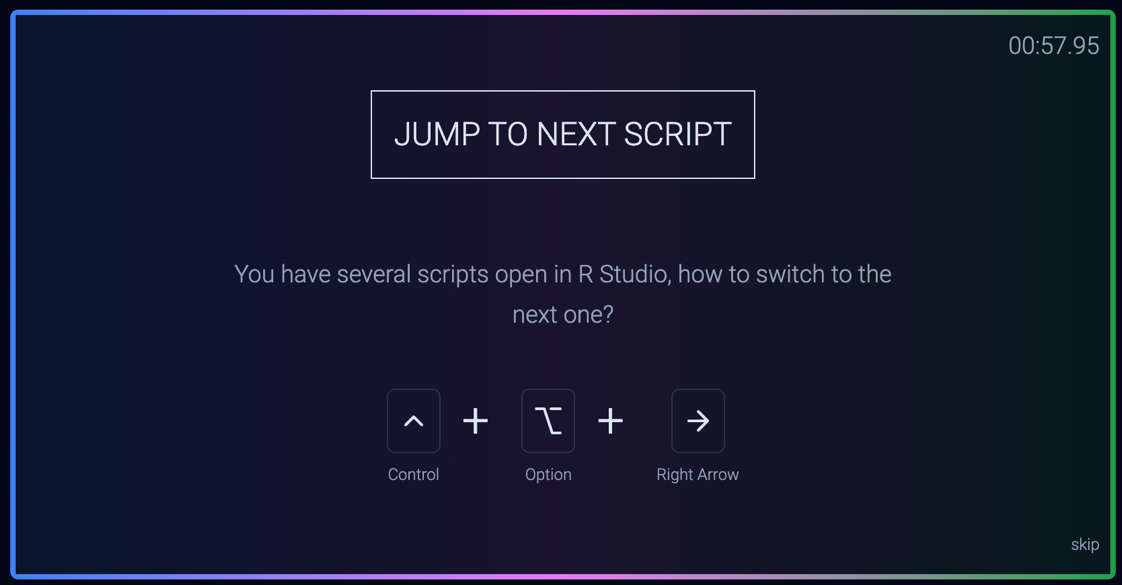 00:57.95
JUMP TO NEXT SCRIPT
You have several scripts open in R Studio, how to switch to the
next one?
⌃ + ⌥ + →
Control Option Right Arrow
skip